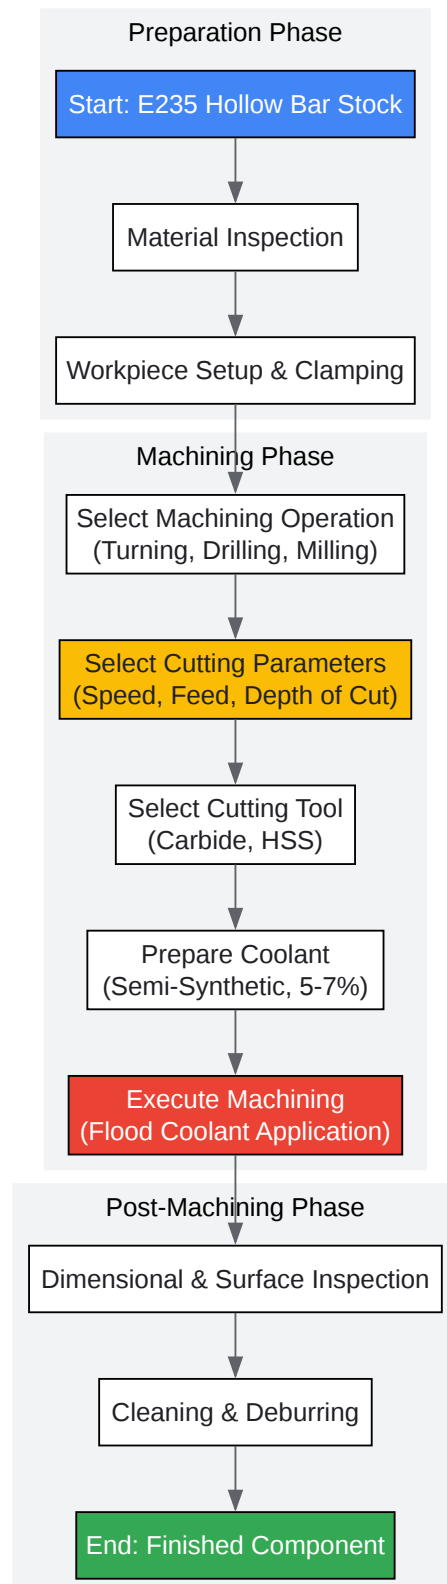 Preparation Phase
Start: E235 Hollow Bar Stock
Material Inspection
Workpiece Setup & Clamping
Machining Phase
Select Machining Operation
(Turning, Drilling, Milling)
Select Cutting Parameters
(Speed, Feed, Depth of Cut)
Select Cutting Tool
(Carbide, HSS)
Prepare Coolant
(Semi-Synthetic, 5-7%)
Execute Machining
(Flood Coolant Application)
Post-Machining Phase
Dimensional & Surface Inspection
Cleaning & Deburring
End: Finished Component